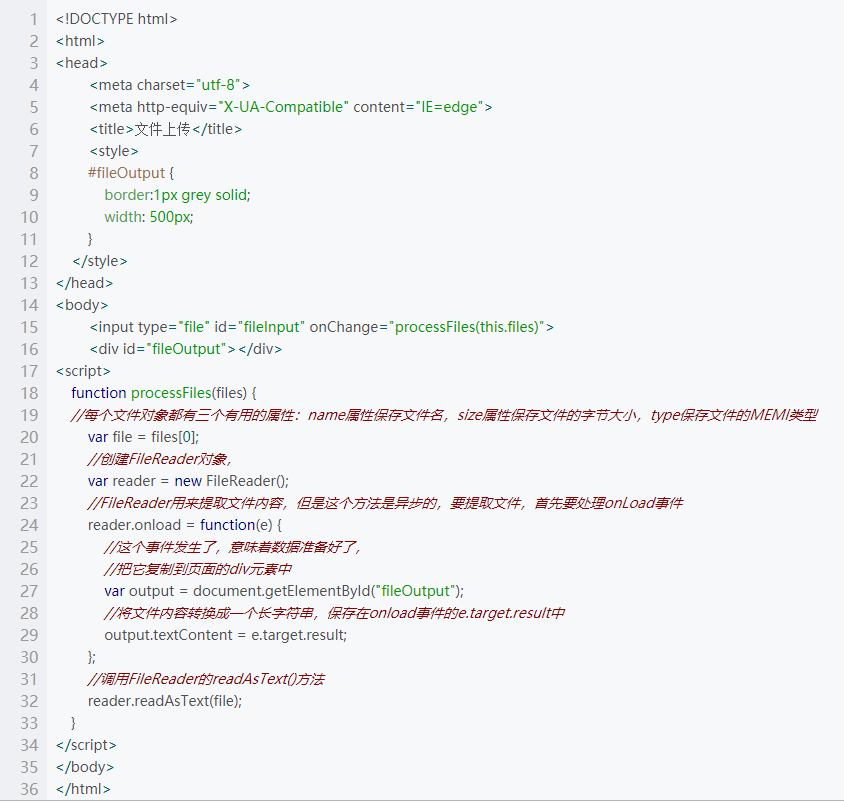 1 <!DOCTYPE html>
2 <html>
3 <head>
4 <meta charset="utf-8">
5 <meta http-equiv="X-UA-Compatible" content="IE=edge">
6 <title>文件上传</title>
7 <style>
8 #fileOutput {
9 border:1px grey solid;
10 width: 500px;
11 }
12 </style>
13 </head>
14 <body>
15 <input type="file" id="fileInput" onChange="processFiles(this.files)">
16 <div id="fileOutput"></div>
17 <script>
18 function processFiles(files) {
19 //每个文件对象都有三个有用的属性：name属性保存文件名，size属性保存文件的字节大小，type保存文件的MEMI类型
20 var file = files[0];
21 //创建FileReader对象，
22 var reader = new FileReader();
23 //FileReader用来提取文件内容，但是这个方法是异步的，要提取文件，首先要处理onLoad事件
24 reader.onload = function(e) {
25 //这个事件发生了，意味着数据准备好了，
26 //把它复制到页面的div元素中
27 var output = document.getElementById("fileOutput");
28 //将文件内容转换成一个长字符串，保存在onload事件的e.target.result中
29 output.textContent = e.target.result;
30 };
31 //调用FileReader的readAsText()方法
32 reader.readAsText(file);
33 }
34 </script>
35 </body>
36 </html>